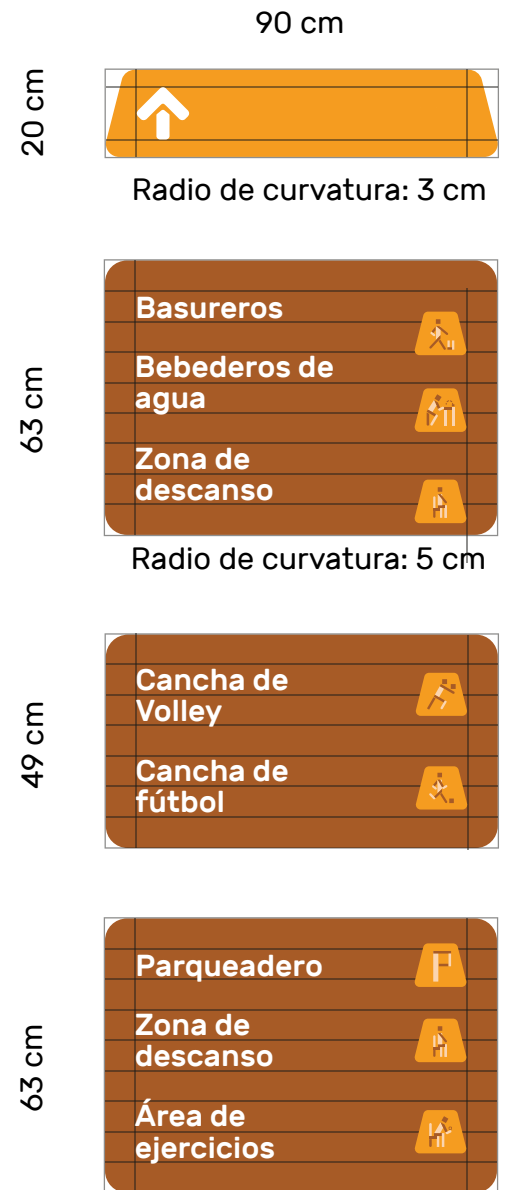 90 cm
20 cm
Radio de curvatura: 3 cm
63 cm
Basureros
Bebederos de
agua
Zona de
descanso
Radio de curvatura: 5 cm
49 cm
Cancha de
Volley
Cancha de
fútbol
63 cm
Parqueadero
Zona de
descanso
Área de
ejercicios